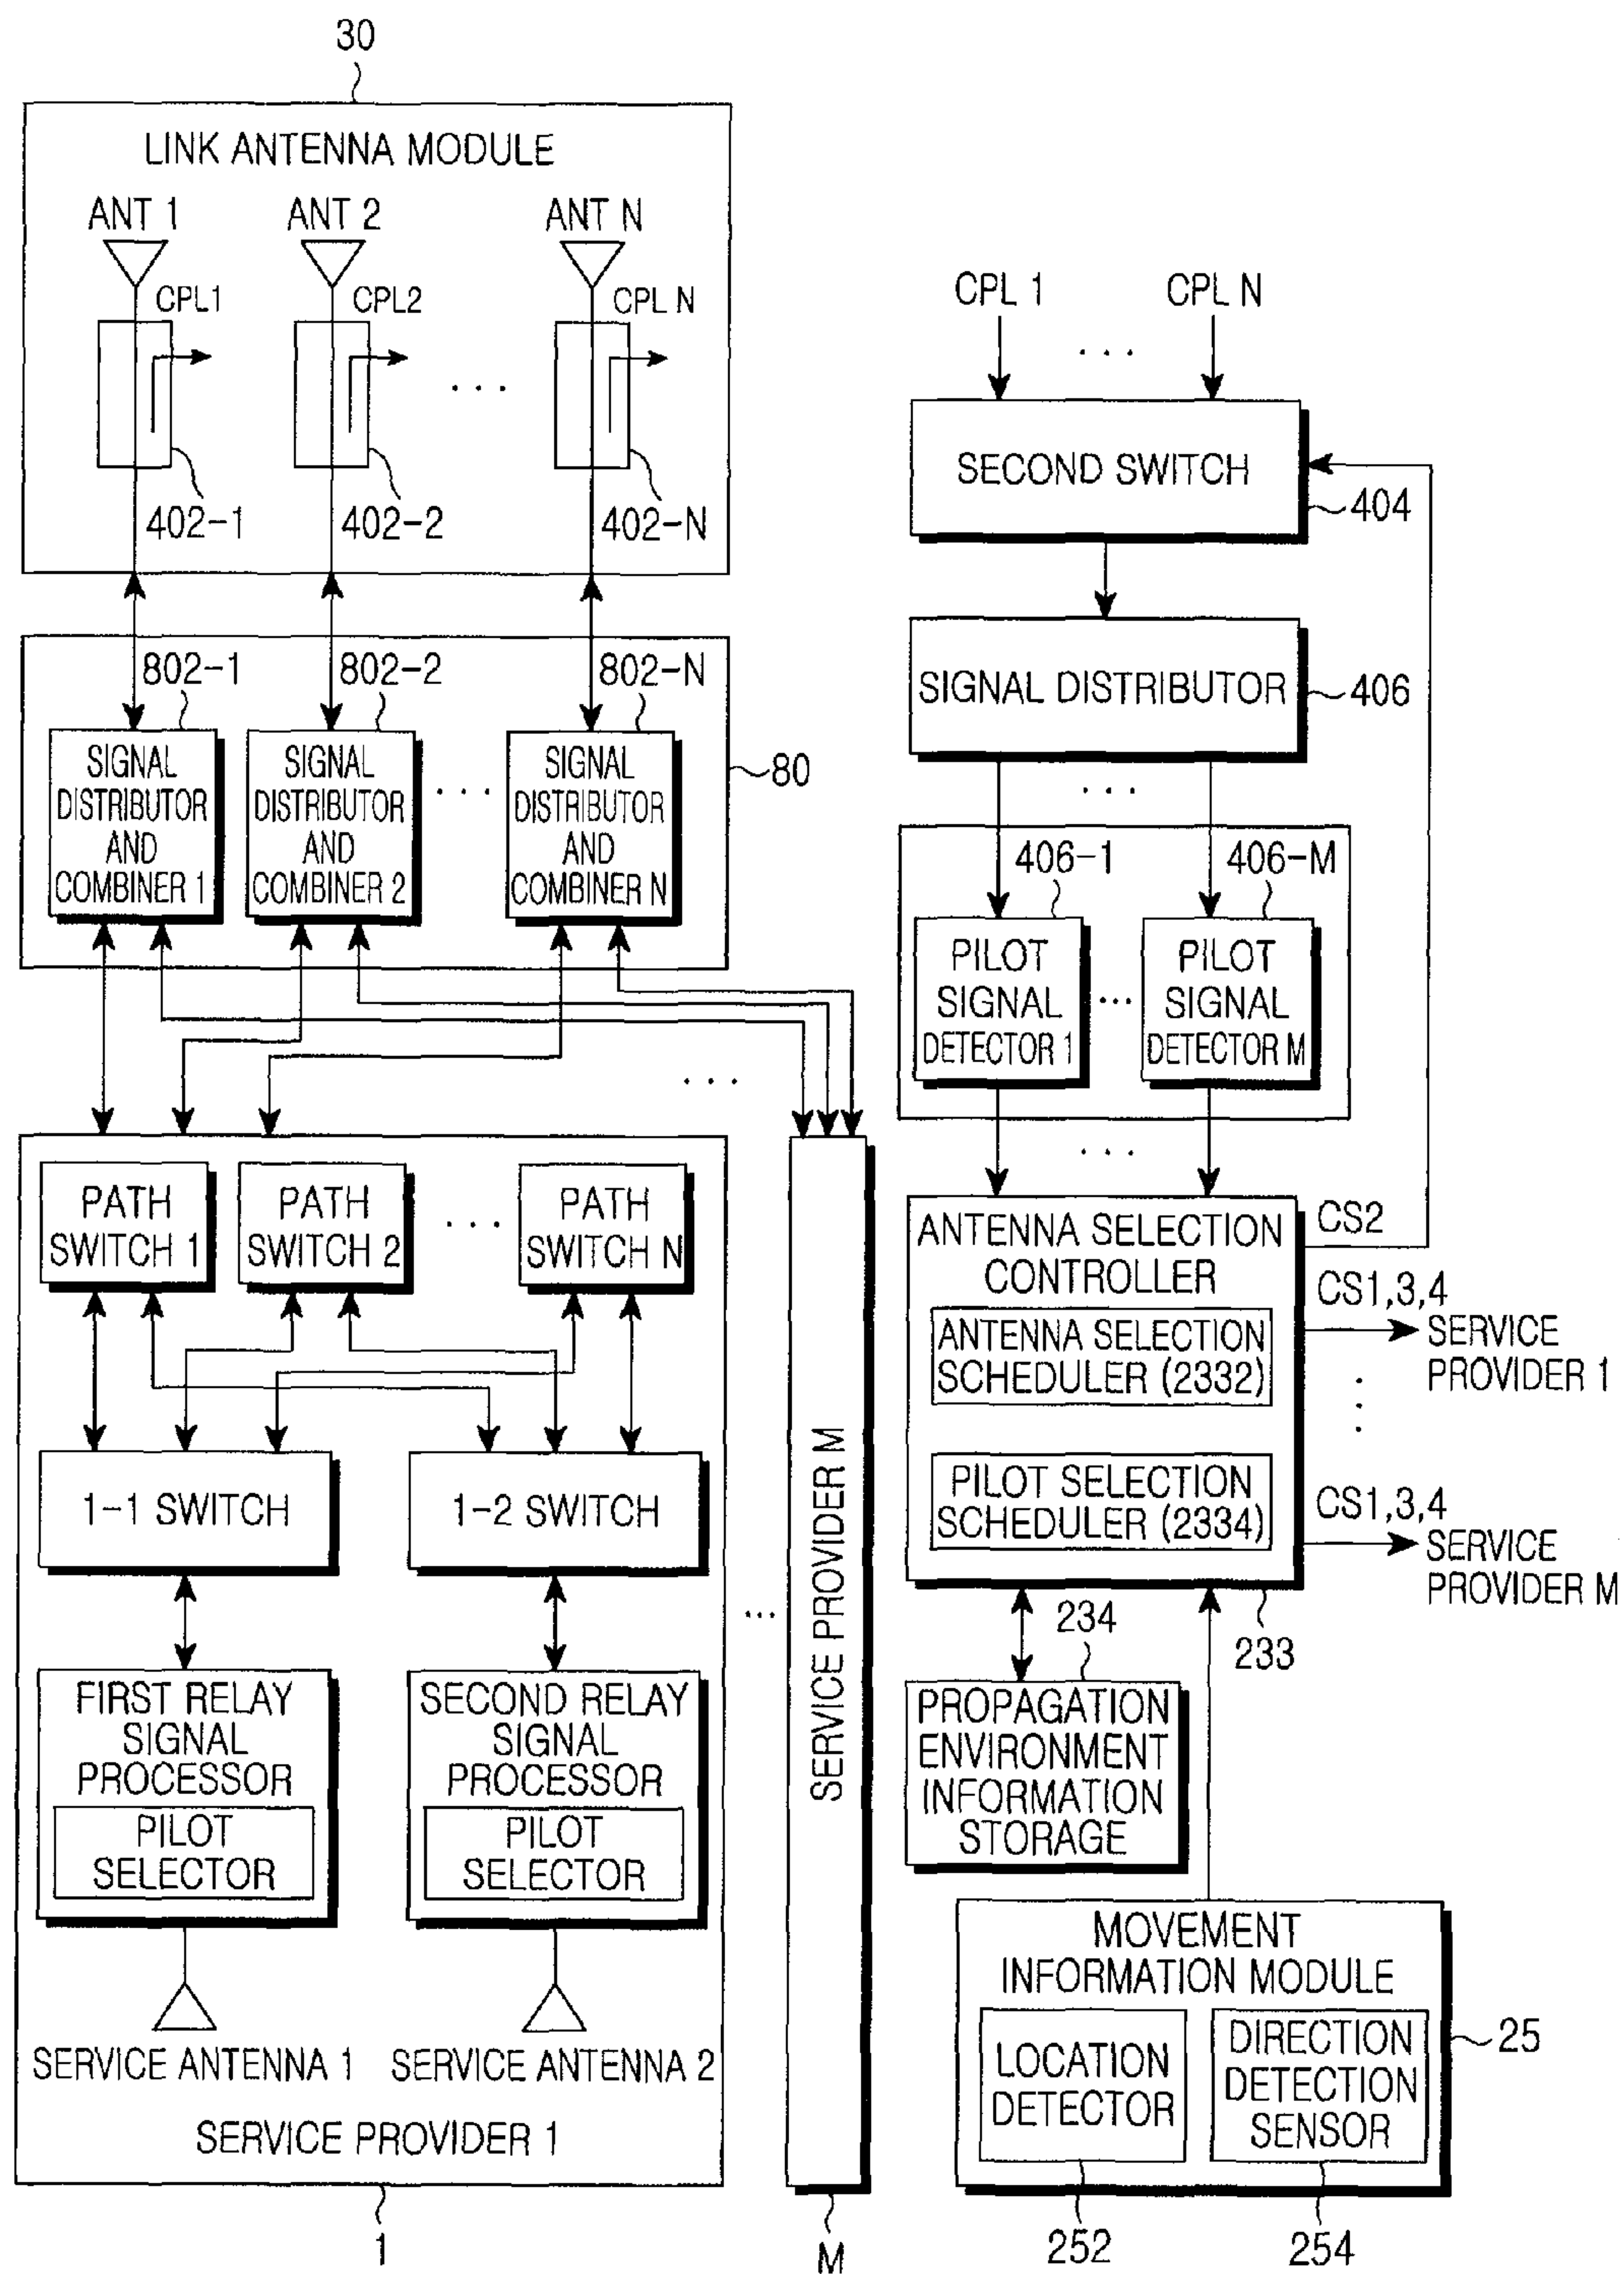 30
LINK ANTENNA MODULE
ANT 1
ANT 2
ANT N
CPL1
CPL2
CPL N
. . .
402-1
402-2
402-N
802-1
802-2
802-N
SIGNAL
DISTRIBUTOR
AND
COMBINER 1
SIGNAL
DISTRIBUTOR
AND
COMBINER 2
. . .
SIGNAL
DISTRIBUTOR
AND
COMBINER N
80
. . .
PATH
SWITCH 1
PATH
SWITCH 2
. . .
PATH
SWITCH N
1-1 SWITCH
1-2 SWITCH
FIRST RELAY
SIGNAL
PROCESSOR
PILOT
SELECTOR
SECOND RELAY
SIGNAL
PROCESSOR
PILOT
SELECTOR
SERVICE ANTENNA 1
SERVICE ANTENNA 2
SERVICE PROVIDER 1
1
...
SERVICE PROVIDER M
M
CPL 1
CPL N
. . .
SECOND SWITCH
404
SIGNAL DISTRIBUTOR
406
. . .
406-1
406-M
PILOT
SIGNAL
DETECTOR 1
...
PILOT
SIGNAL
DETECTOR M
. . .
ANTENNA SELECTION
CONTROLLER
ANTENNA SELECTION
SCHEDULER (2332)
PILOT SELECTION
SCHEDULER (2334)
CS2
CS1,3,4
SERVICE
PROVIDER 1
. . .
CS1,3,4
SERVICE
PROVIDER M
233
234
PROPAGATION
ENVIRONMENT
INFORMATION
STORAGE
MOVEMENT
INFORMATION MODULE
LOCATION
DETECTOR
DIRECTION
DETECTION
SENSOR
25
252
254